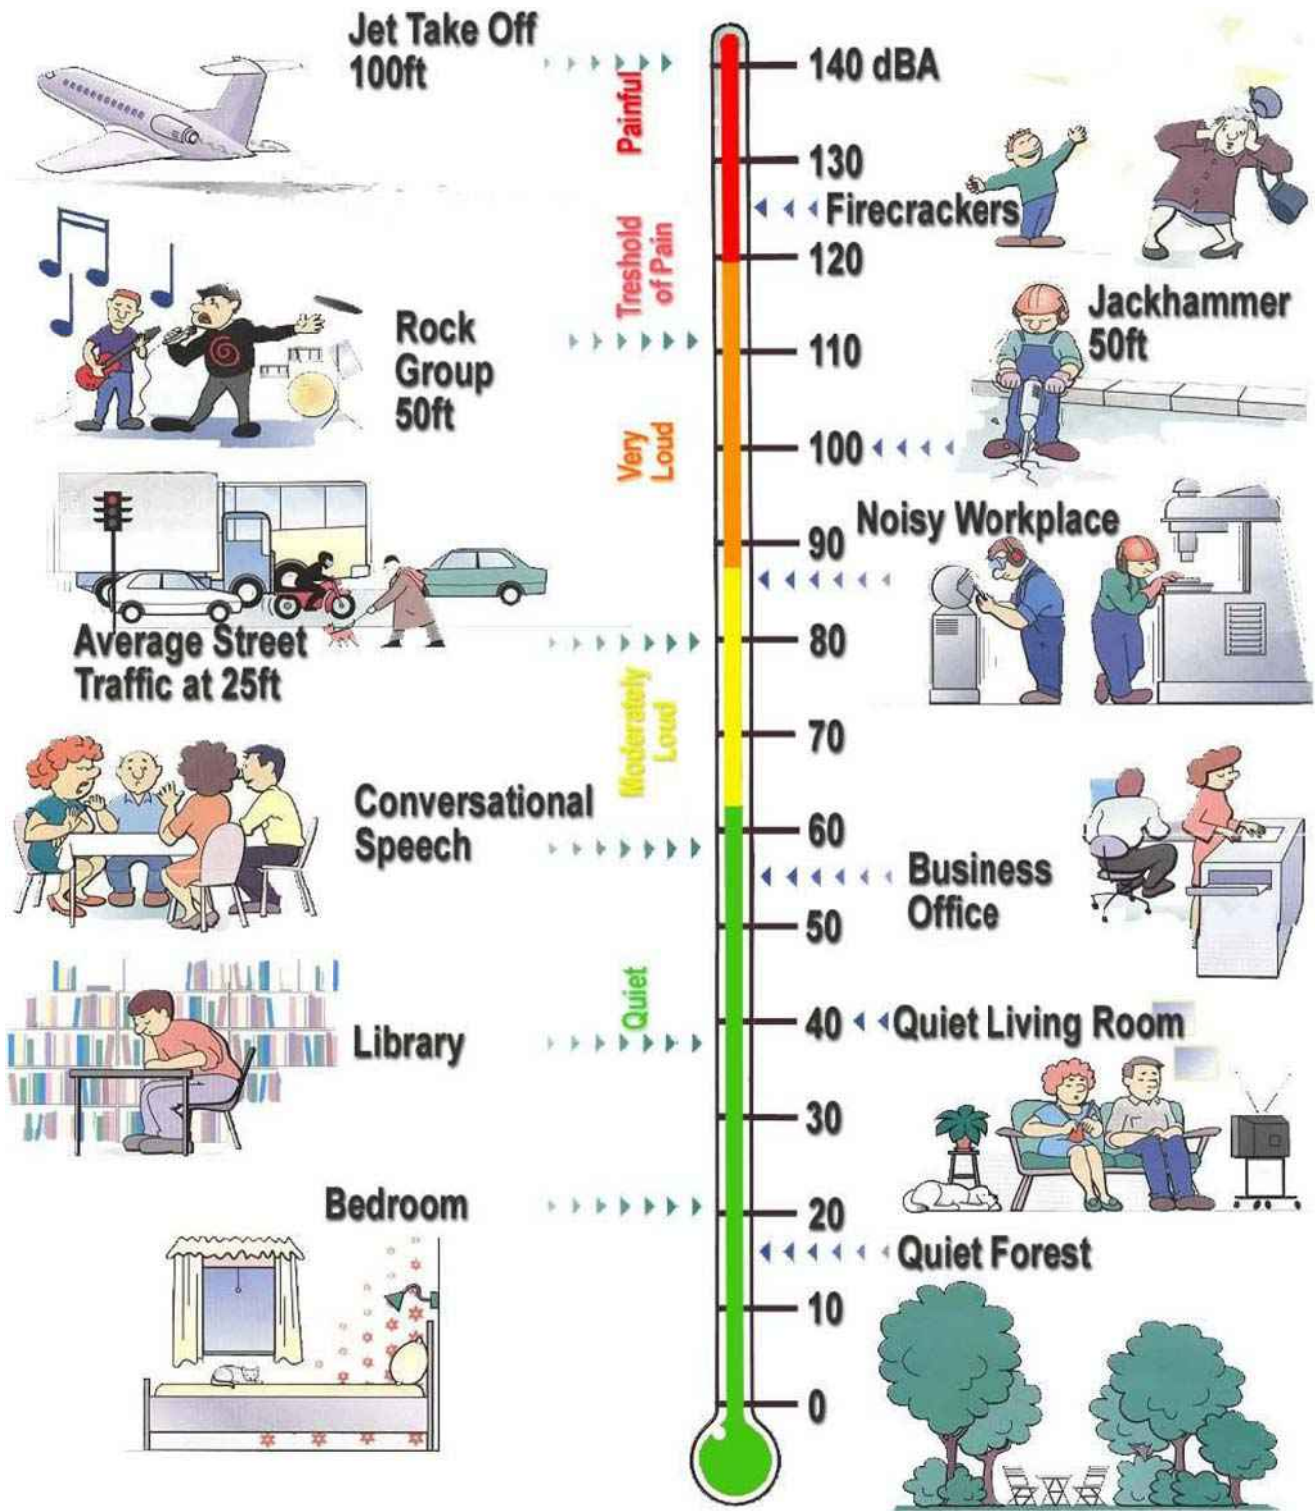 Jet Take Off
100ft
140 dBA
Painful
130
Firecrackers
Treshold
of Pain
120
Jackhammer
50ft
Rock
Group
50ft
110
Very
Loud
100
Noisy Workplace
90
Average Street
Traffic at 25ft
80
Moderately
Loud
70
Conversational
Speech
60
Business
Office
50
Quiet
Library
40
Quiet Living Room
30
Bedroom
20
Quiet Forest
10
0